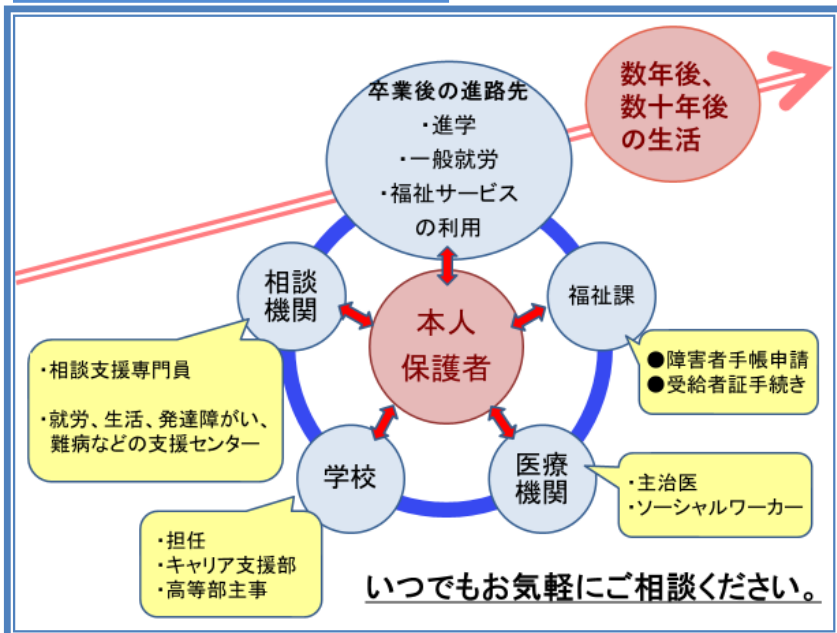 数年後、
数十年後
の生活
卒業後の進路先
・進学
・一般就労
・福祉サービス
の利用
相談
機関
福祉課
本人
保護者
・相談支援専門員
・就労、生活、発達障がい、
難病などの支援センター
●障害者手帳申請
●受給者証手続き
学校
医療
機関
・主治医
・ソーシャルワーカー
・担任
・キャリア支援部
・高等部主事
いつでもお気軽にご相談ください。